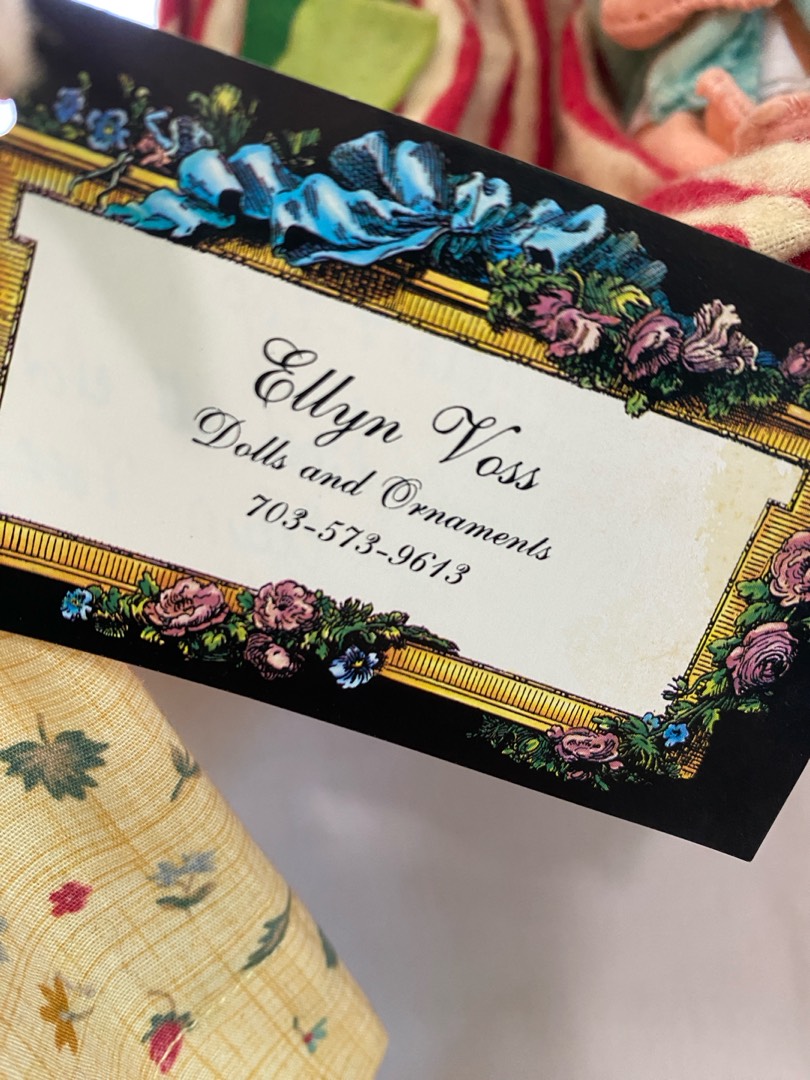 Ellyn Voss
Dolls and Ornaments
703-573-9613